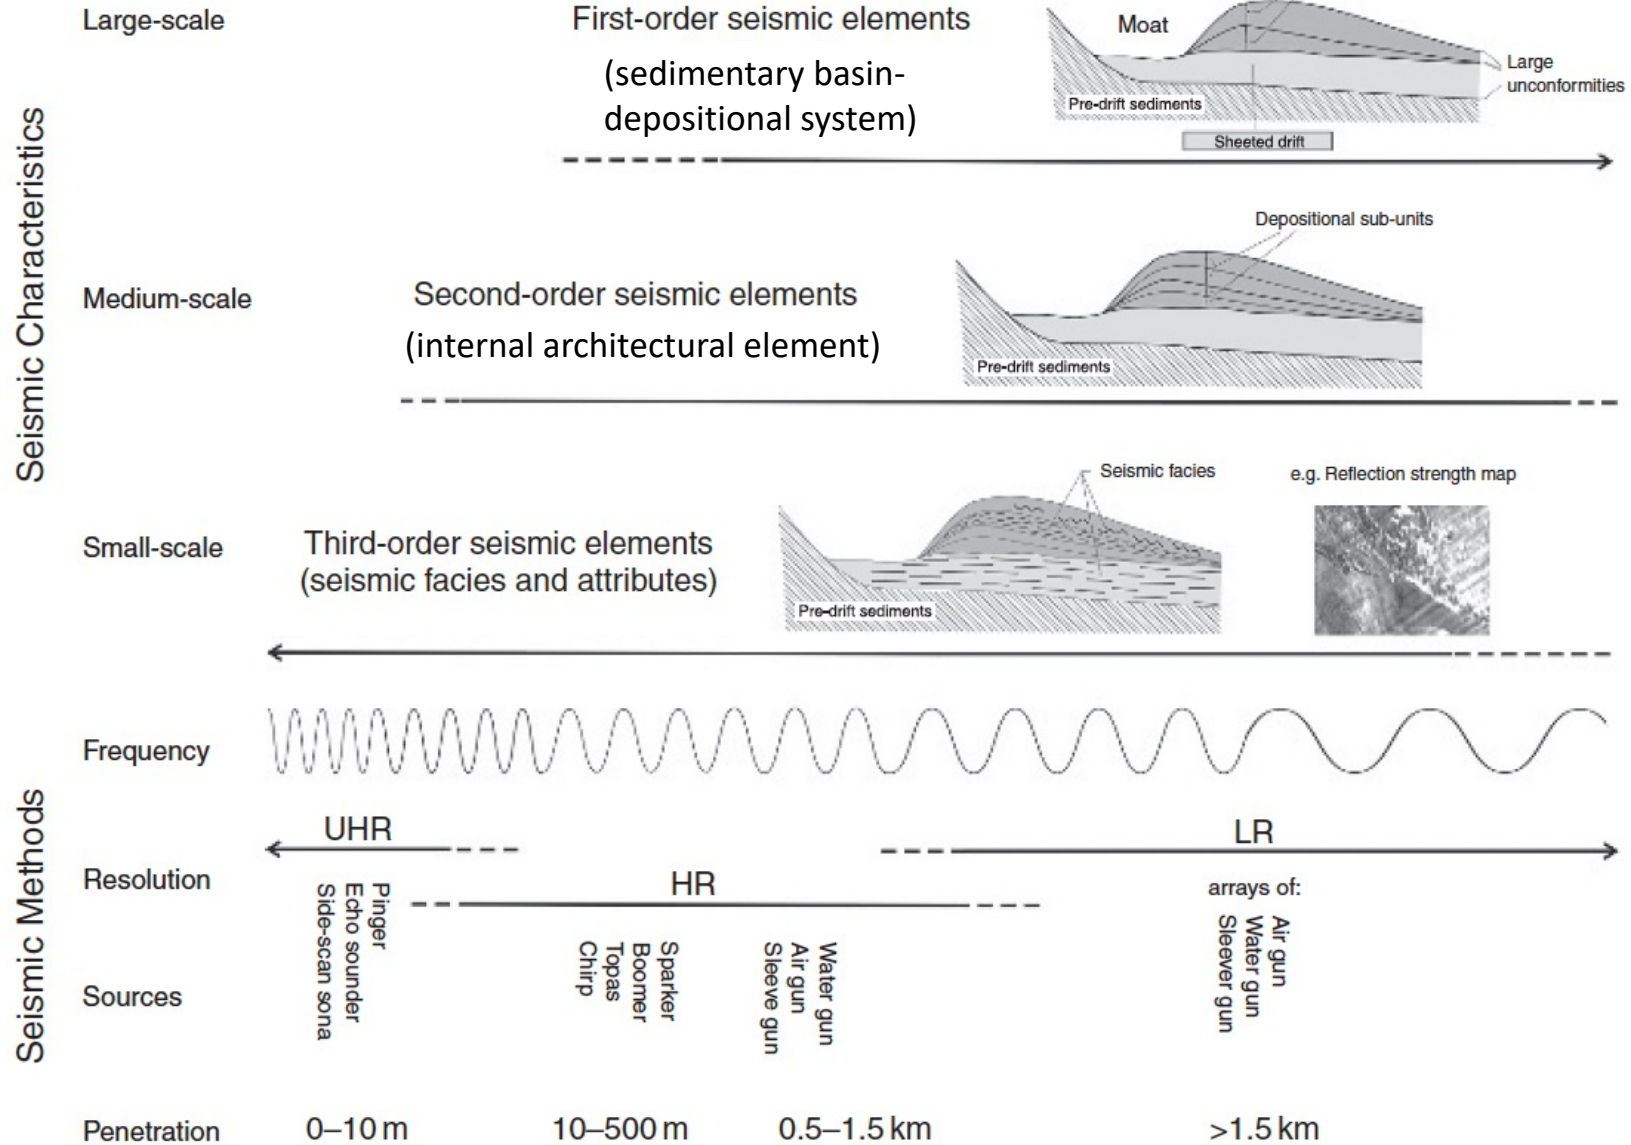 Large-scale
First-order seismic elements
(sedimentary basin-
depositional system)
Moat
Large
unconformities
Pre-drift sediments
Sheeted drift
Seismic Characteristics
Medium-scale
Second-order seismic elements
(internal architectural element)
Depositional sub-units
Pre-drift sediments
Small-scale
Third-order seismic elements
(seismic facies and attributes)
Seismic facies
e.g. Reflection strength map
Pre-drift sediments
Seismic Methods
Frequency
Resolution
UHR
HR
LR
Sources
Pinger
Echo sounder
Side-scan sona
Sparker
Boomer
Topas
Chirp
Water gun
Air gun
Sleeve gun
arrays of:
Air gun
Water gun
Sleever gun
Penetration
0–10 m
10–500 m
0.5–1.5 km
>1.5 km